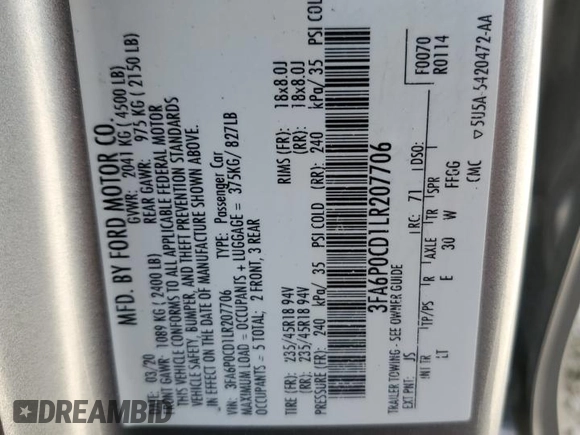 MFD. BY FORD MOTOR CO.
DATE: 03/20 GVWR: 2041 KG ( 4500 LB)
FRONT GAWR: 1089 KG ( 2400 LB) REAR GAWR: 975 KG ( 2150 LB)
THIS VEHICLE CONFORMS TO ALL APPLICABLE FEDERAL MOTOR
VEHICLE SAFETY, BUMPER, AND THEFT PREVENTION STANDARDS
IN EFFECT ON THE DATE OF MANUFACTURE SHOWN ABOVE.
VIN: 3FA6P0CD1LR207706 TYPE: Passenger Car
MAXIMUM LOAD = OCCUPANTS + LUGGAGE = 375KG/ 827LB
OCCUPANTS = 5 TOTAL; 2 FRONT, 3 REAR
TIRE (FR): 235/45R18 94V RIMS (FR): 18x8.0J
(RR): 235/45R18 94V (RR): 18x8.0J
PRESSURE (FR): 240 kPa/ 35 PSI COLD (RR): 240 kPa/ 35 PSI COLD
3FA6P0CD1LR207706
TRAILER TOWING - SEE OWNER GUIDE
F0070
R0114
EXT PNT: JS RC: 71 DSO:
INT TR TP/PS R AXLE TR SPR
LT E 30 W FFGG
CMC ▽5U5A-5420472-AA
DREAMBID